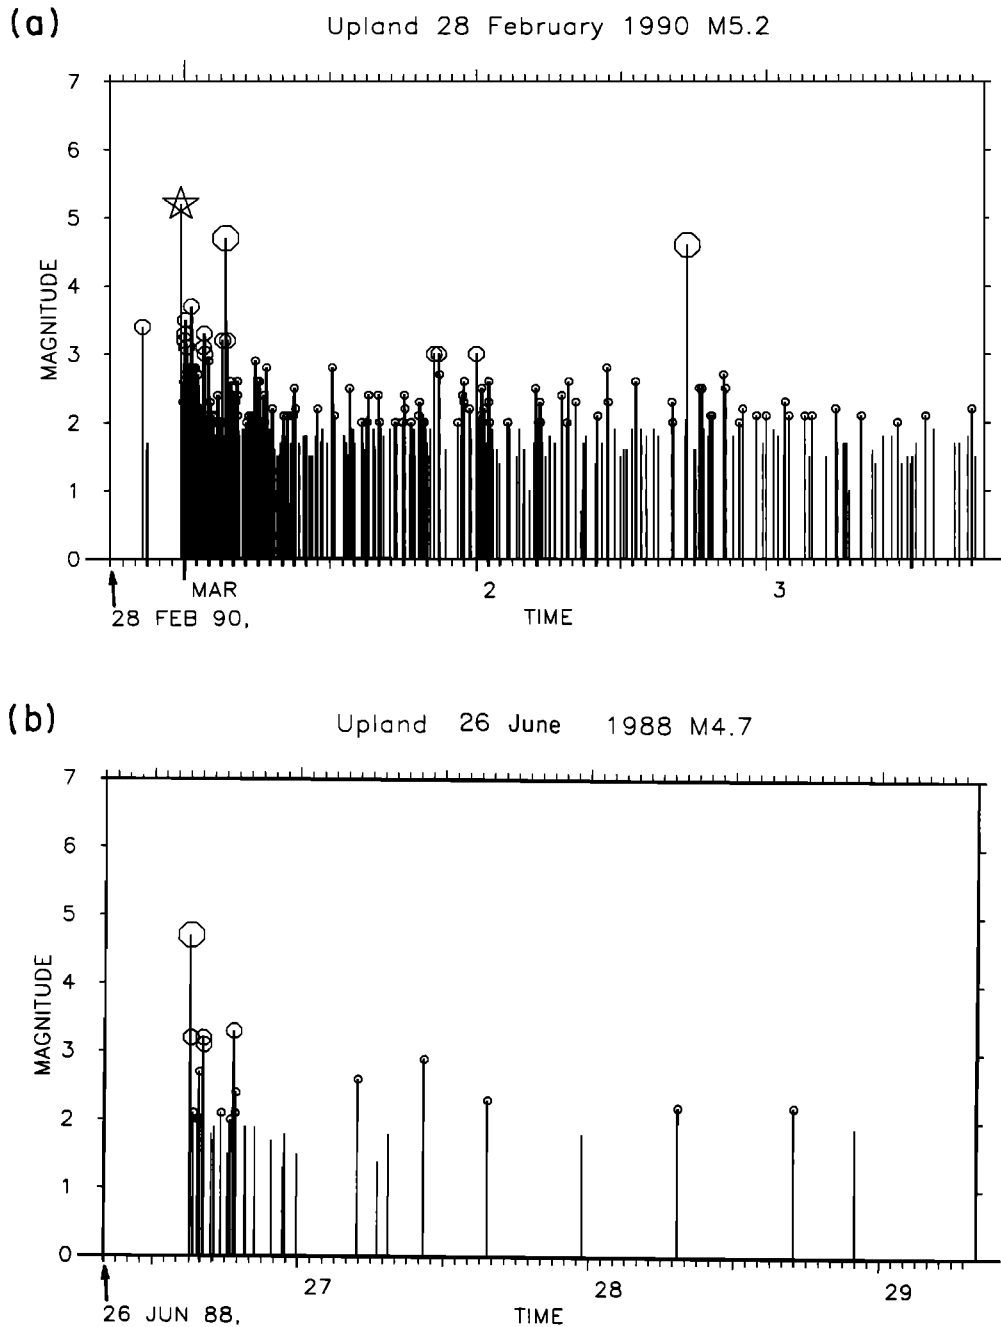 (a)
Upland 28 February 1990 M5.2
7
6
5
4
3
2
1
0
MAGNITUDE
MAR
2
3
28 FEB 90,
TIME
(b)
Upland 26 June 1988 M4.7
7
6
5
4
3
2
1
0
MAGNITUDE
27
28
29
26 JUN 88,
TIME